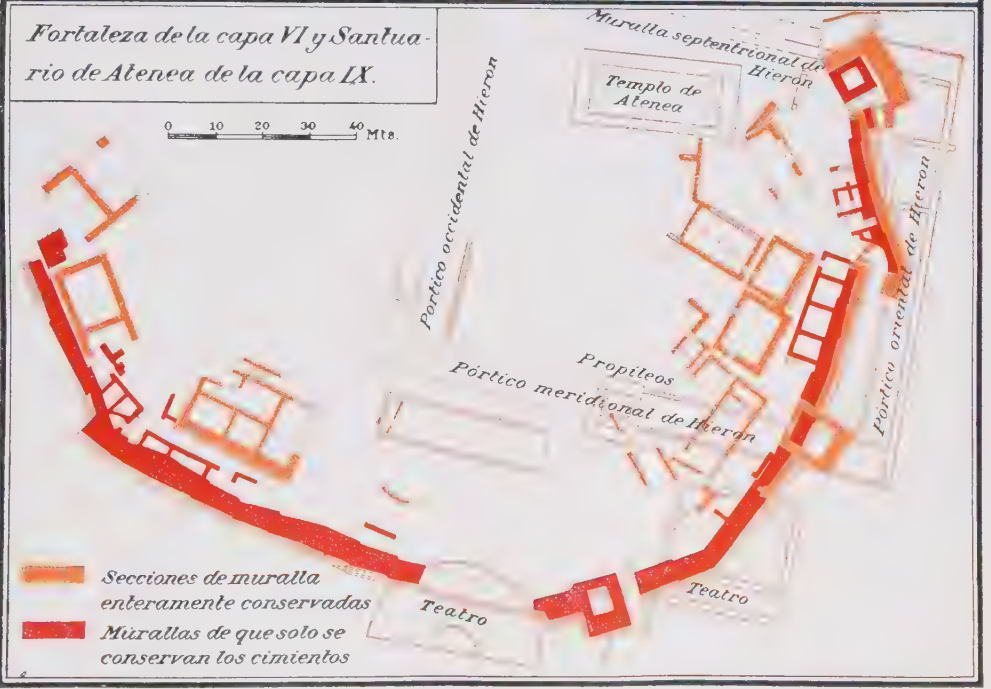 Fortaleza de la capa VI y Santua-
rio de Atenea de la capa IX.
0 10 20 30 40 Mts.
Pórtico occidental de Hieron
Muralla septentrional de
Hieron
Templo de
Atenea
Pórtico oriental de Hieron
Propileos
Pórtico meridional de Hieron
Secciones de muralla
enteramente conservadas
Murallas de que solo se
conservan los cimientos
Teatro
Teatro